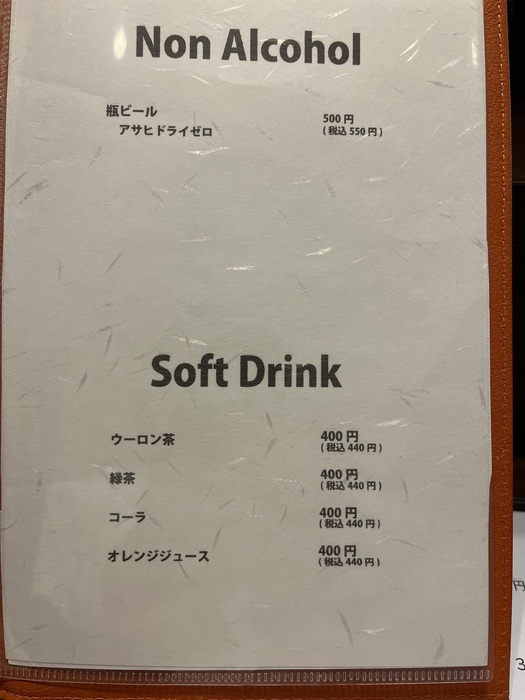 Non Alcohol
瓶ビール
アサヒドライゼロ 500 円
( 税込 550 円 )
Soft Drink
ウーロン茶 400 円
( 税込 440 円 )
緑茶 400 円
( 税込 440 円 )
コーラ 400 円
( 税込 440 円 )
オレンジジュース 400 円
( 税込 440 円 )
円
3